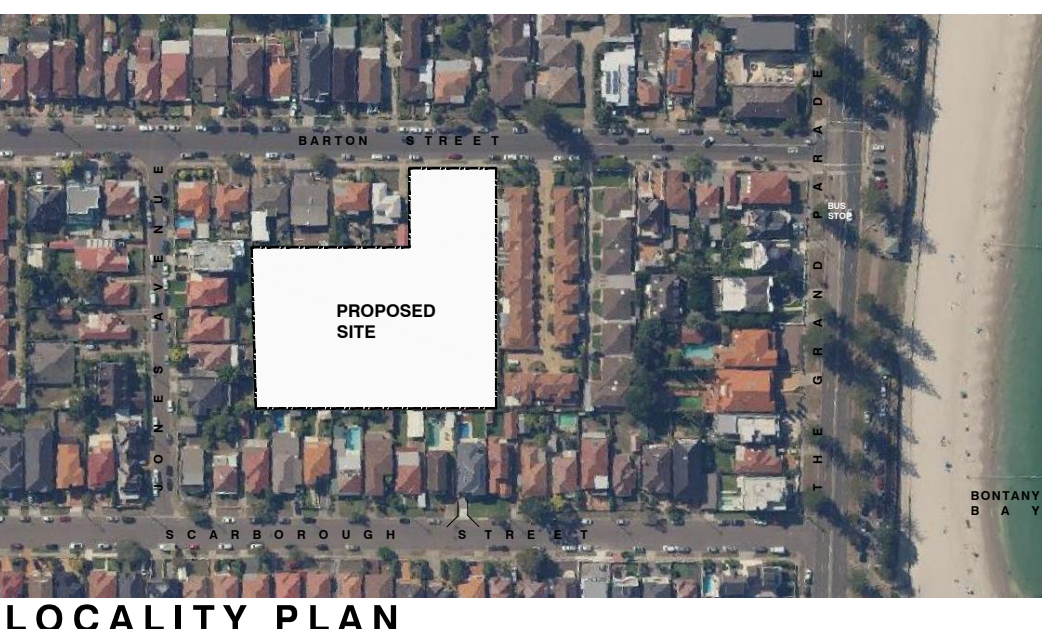 BARTON STREET
THE GRAND PARADE
JONES AVENUE
BUS
STOP
PROPOSED
SITE
BONTANY
BAY
SCARBOROUGH STREET
LOCALITY PLAN